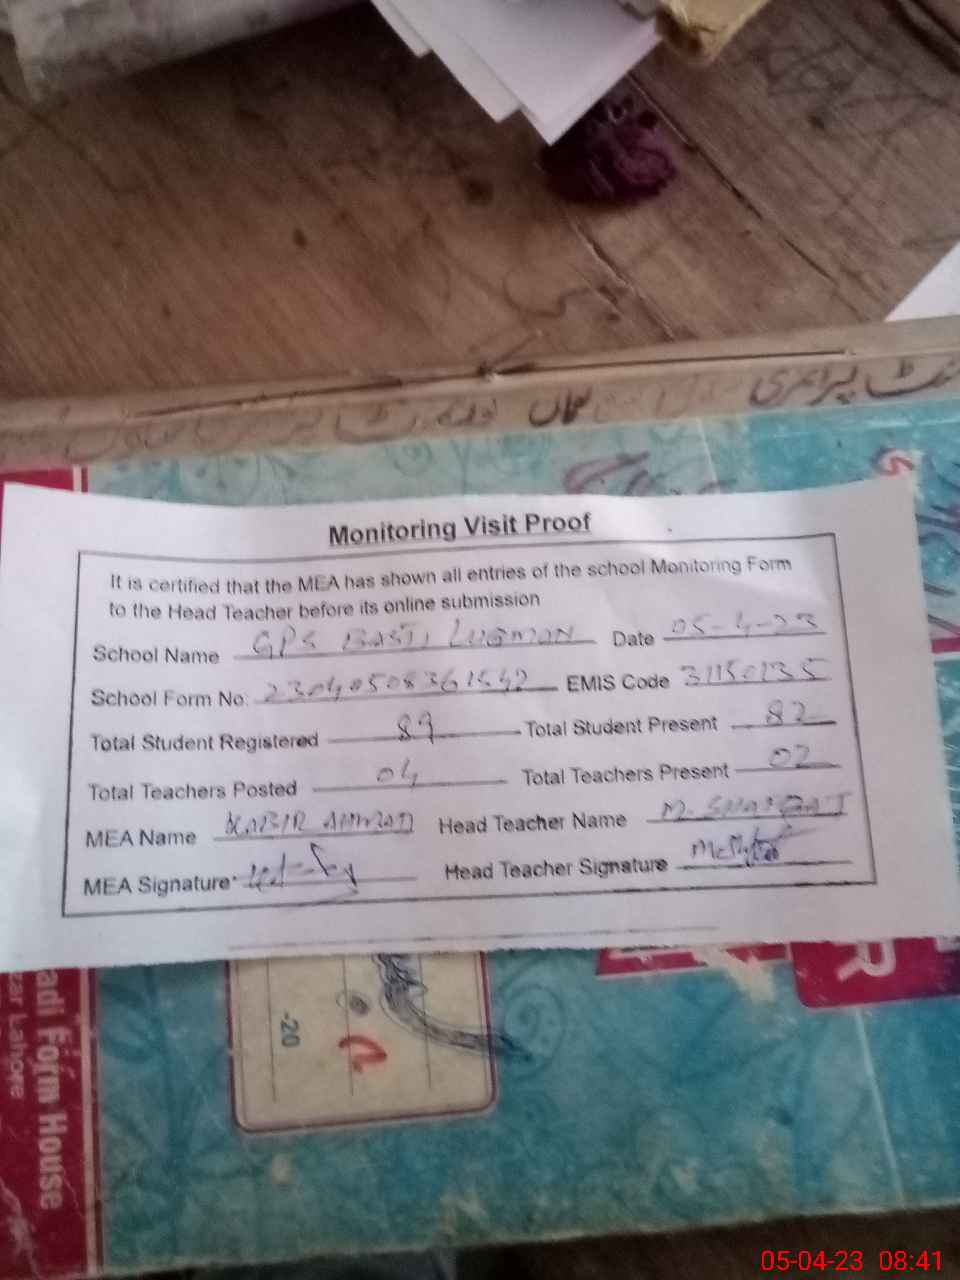 پرائمری
Monitoring Visit Proof
It is certified that the MEA has shown all entries of the school Monitoring Form
to the Head Teacher before its online submission
School Name GPS BASTI LUQMAN Date 05-4-23
School Form No: 23040508361542 EMIS Code 31150135
Total Student Registered 89 Total Student Present 82
Total Teachers Posted 04 Total Teachers Present 02
MEA Name KABIR AHMAD Head Teacher Name M. SHAFQAT
MEA Signature Head Teacher Signature
R
-20
adi Form House
zar Lahore
05-04-23 08:41